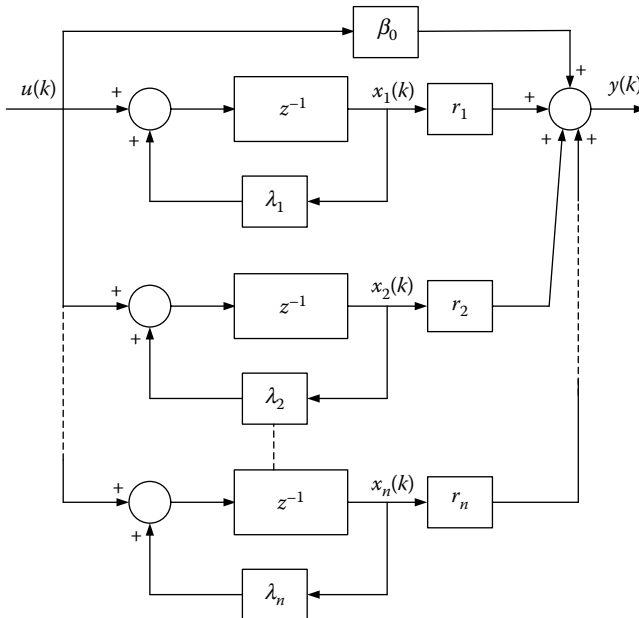 β₀
u(k)
+
+
z⁻¹
x₁(k)
r₁
+
+
y(k)
+
+
+
λ₁
+
+
z⁻¹
x₂(k)
r₂
λ₂
+
+
z⁻¹
xₙ(k)
rₙ
λₙ